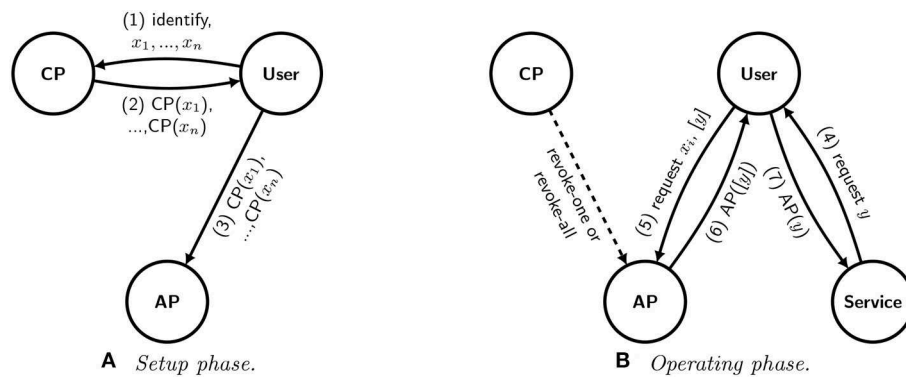 (1) identify,
x₁, ..., xₙ
CP
User
(2) CP(x₁),
...,CP(xₙ)
(3) CP(x₁),
...,CP(xₙ)
AP
A Setup phase.
CP
User
revoke-one or
revoke-all
(5) request xᵢ, [y]
(6) AP([y])
(7) AP(y)
(4) request y
AP
Service
B Operating phase.